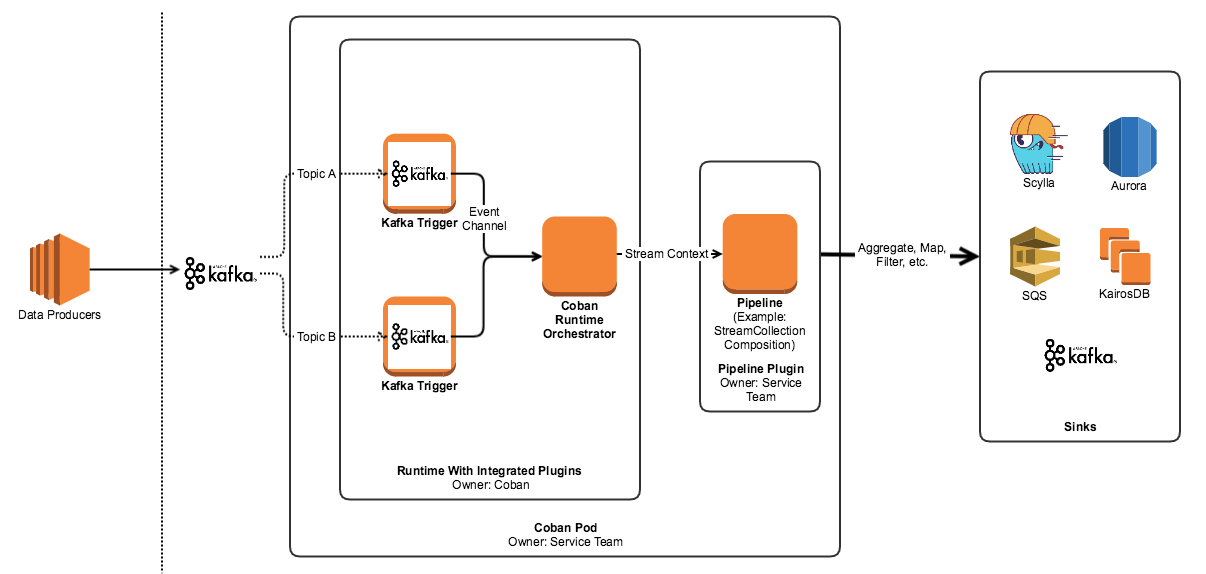 Data Producers
kafka
Topic A
Topic B
kafka
Kafka Trigger
kafka
Kafka Trigger
Event
Channel
Coban
Runtime
Orchestrator
Runtime With Integrated Plugins
Owner: Coban
Stream Context
Pipeline
(Example:
StreamCollection
Composition)
Pipeline Plugin
Owner: Service
Team
Coban Pod
Owner: Service Team
Aggregate, Map,
Filter, etc.
Scylla
Aurora
SQS
KairosDB
kafka
Sinks